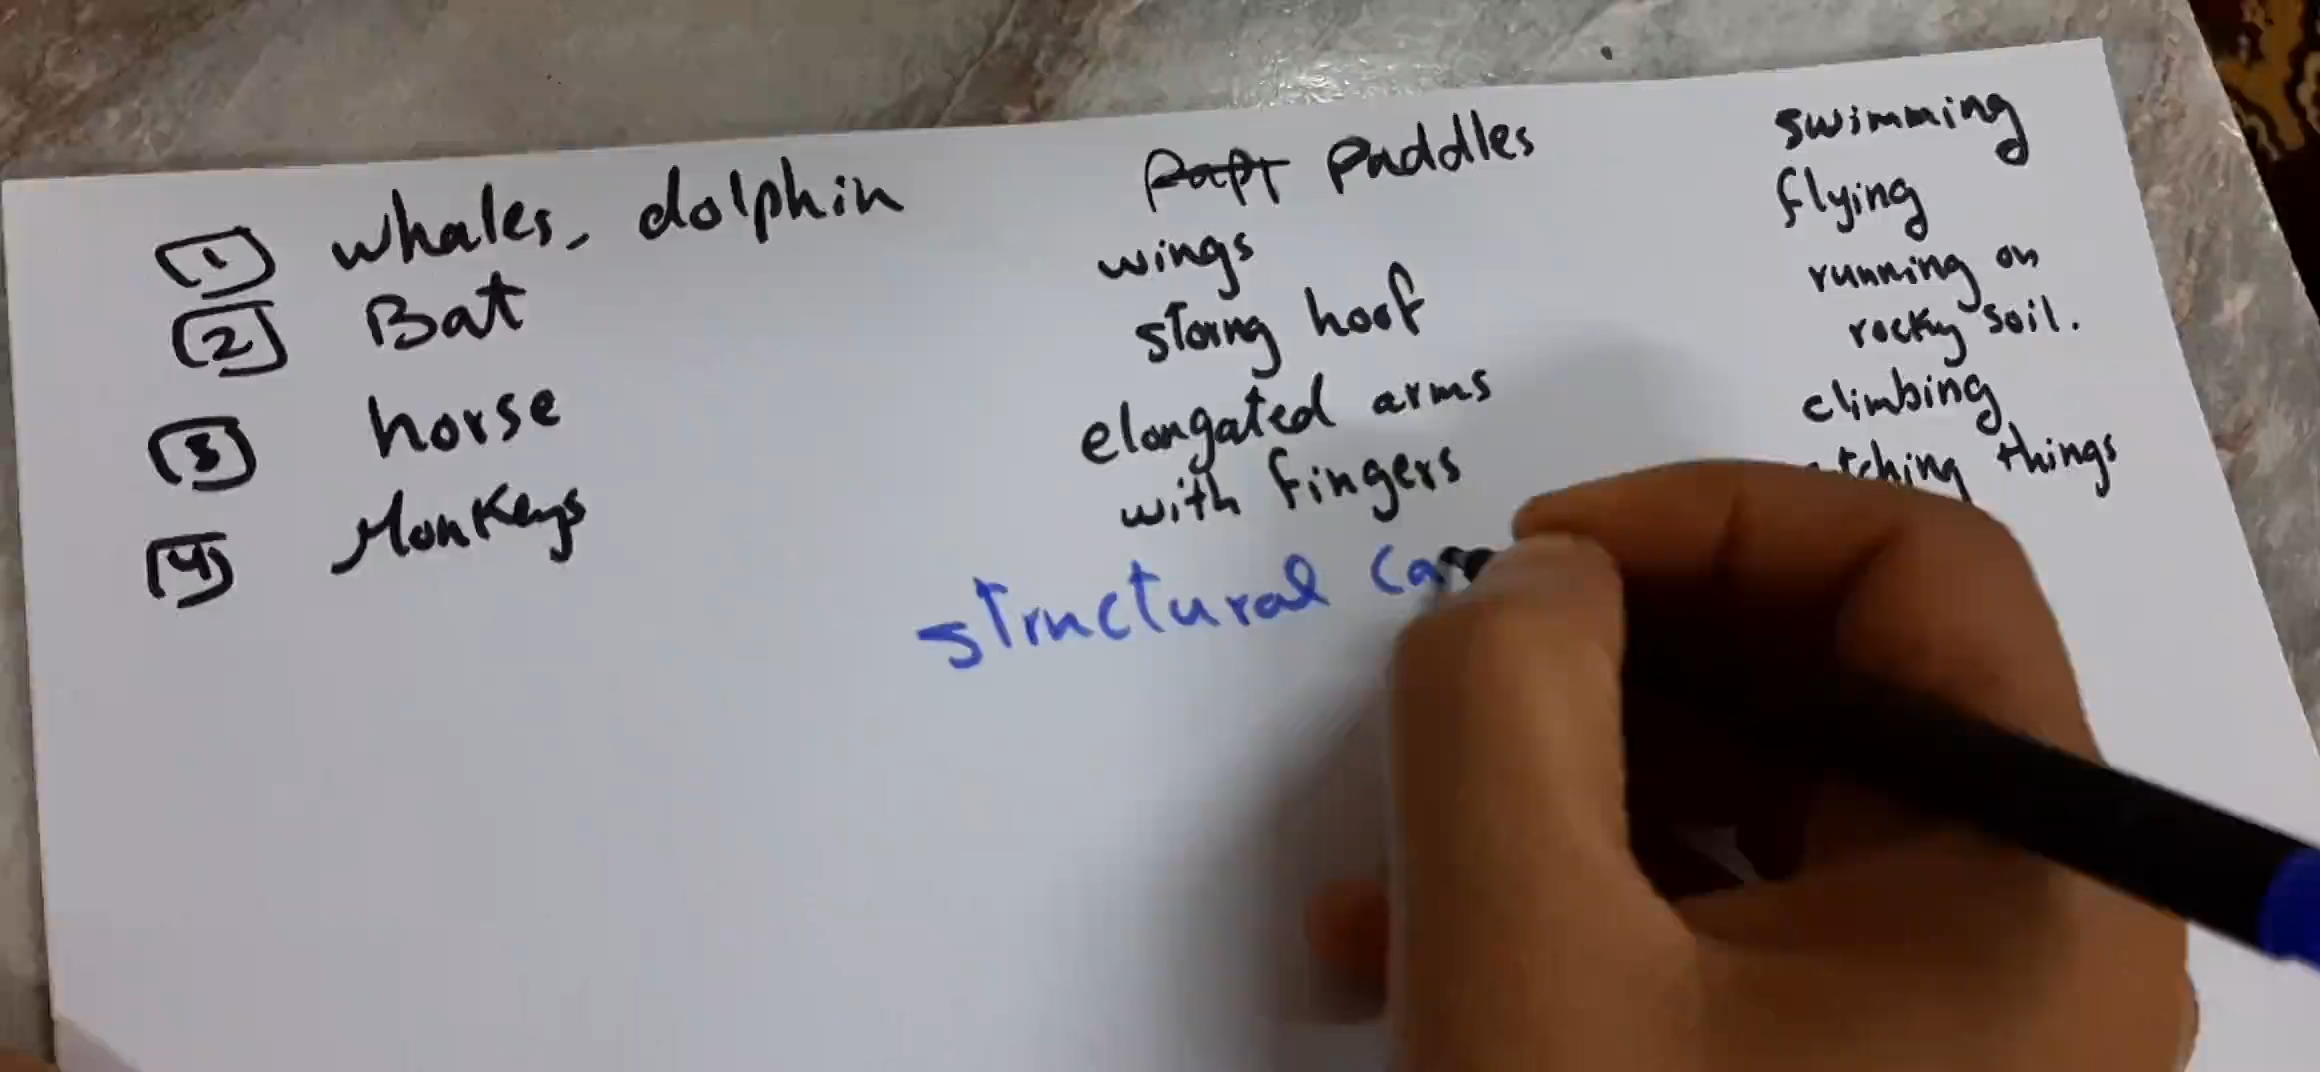 1 whales, dolphin paddles swimming
2 Bat wings flying
3 horse storng hoof running on
rocky soil.
4 Monkeys elongated arms climbing
with fingers things
structural